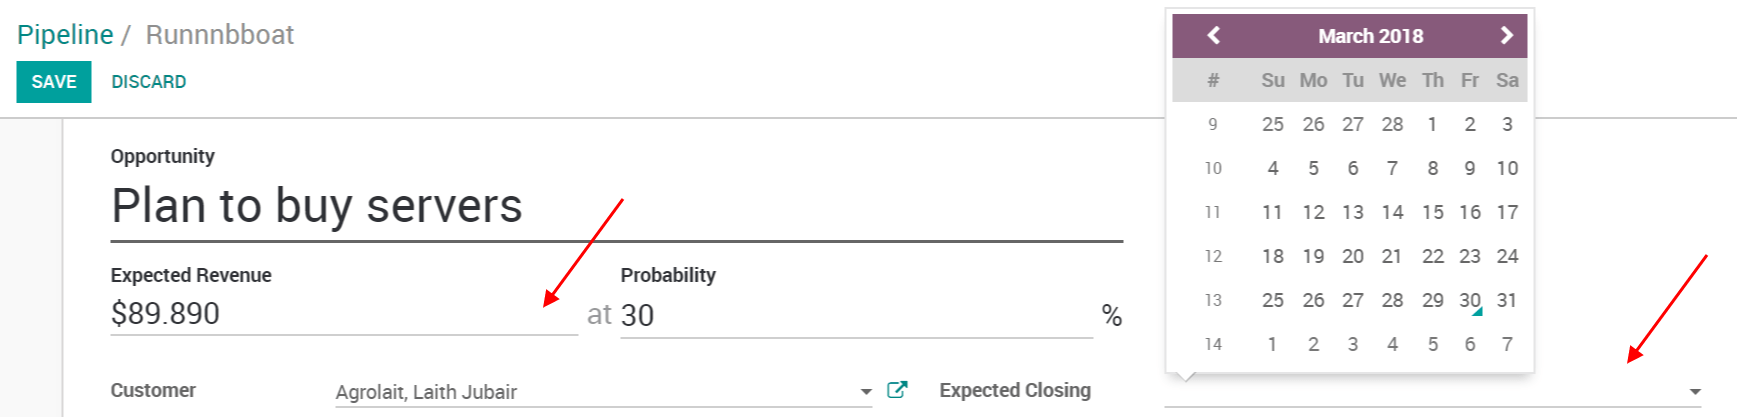 Pipeline / Runnnbboat
SAVE DISCARD
Opportunity
Plan to buy servers
Expected Revenue Probability
$89.890 at 30 %
Customer Agrolait, Laith Jubair Expected Closing
March 2018
# Su Mo Tu We Th Fr Sa
9 25 26 27 28 1 2 3
10 4 5 6 7 8 9 10
11 11 12 13 14 15 16 17
12 18 19 20 21 22 23 24
13 25 26 27 28 29 30 31
14 1 2 3 4 5 6 7